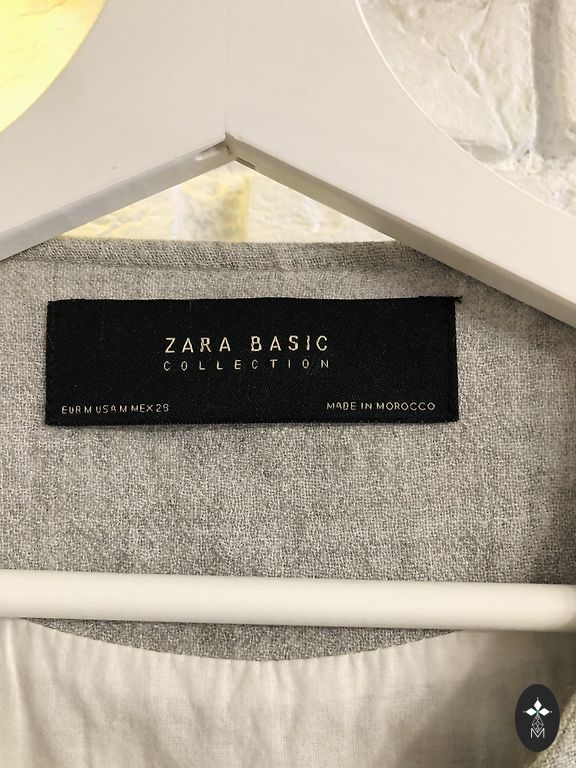 ZARA BASIC
COLLECTION
EUR M USA M MEX 28 MADE IN MOROCCO
M